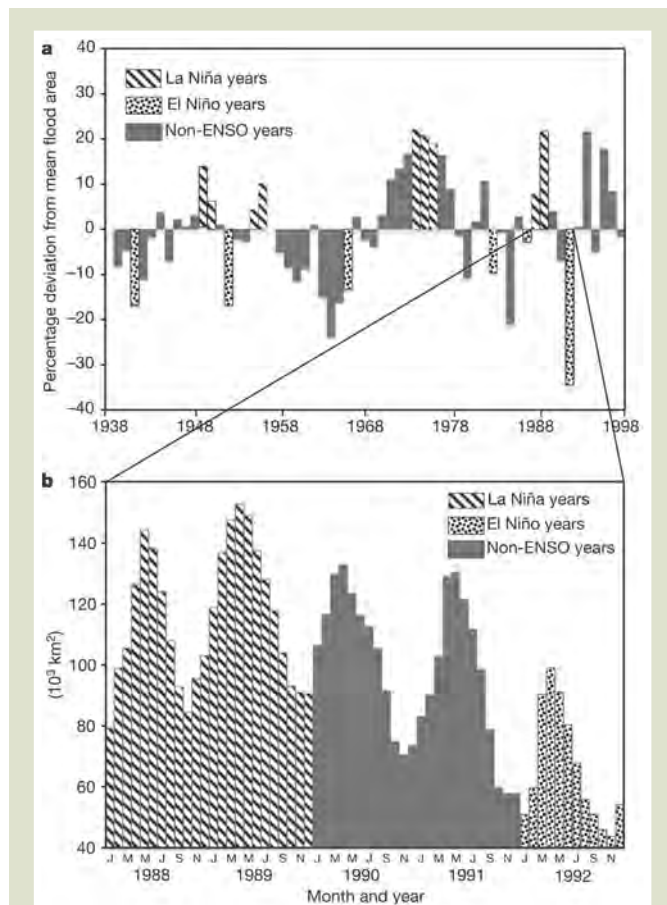 a
40
30
20
10
0
–10
–20
–30
–40
Percentage deviation from mean flood area
La Niña years
El Niño years
Non-ENSO years
1938 1948 1958 1968 1978 1988 1998
b
160
140
120
100
80
60
40
(10³ km²)
La Niña years
El Niño years
Non-ENSO years
J M M J S N J M M J S N J M M J S N J M M J S N J M M J S N
1988 1989 1990 1991 1992
Month and year